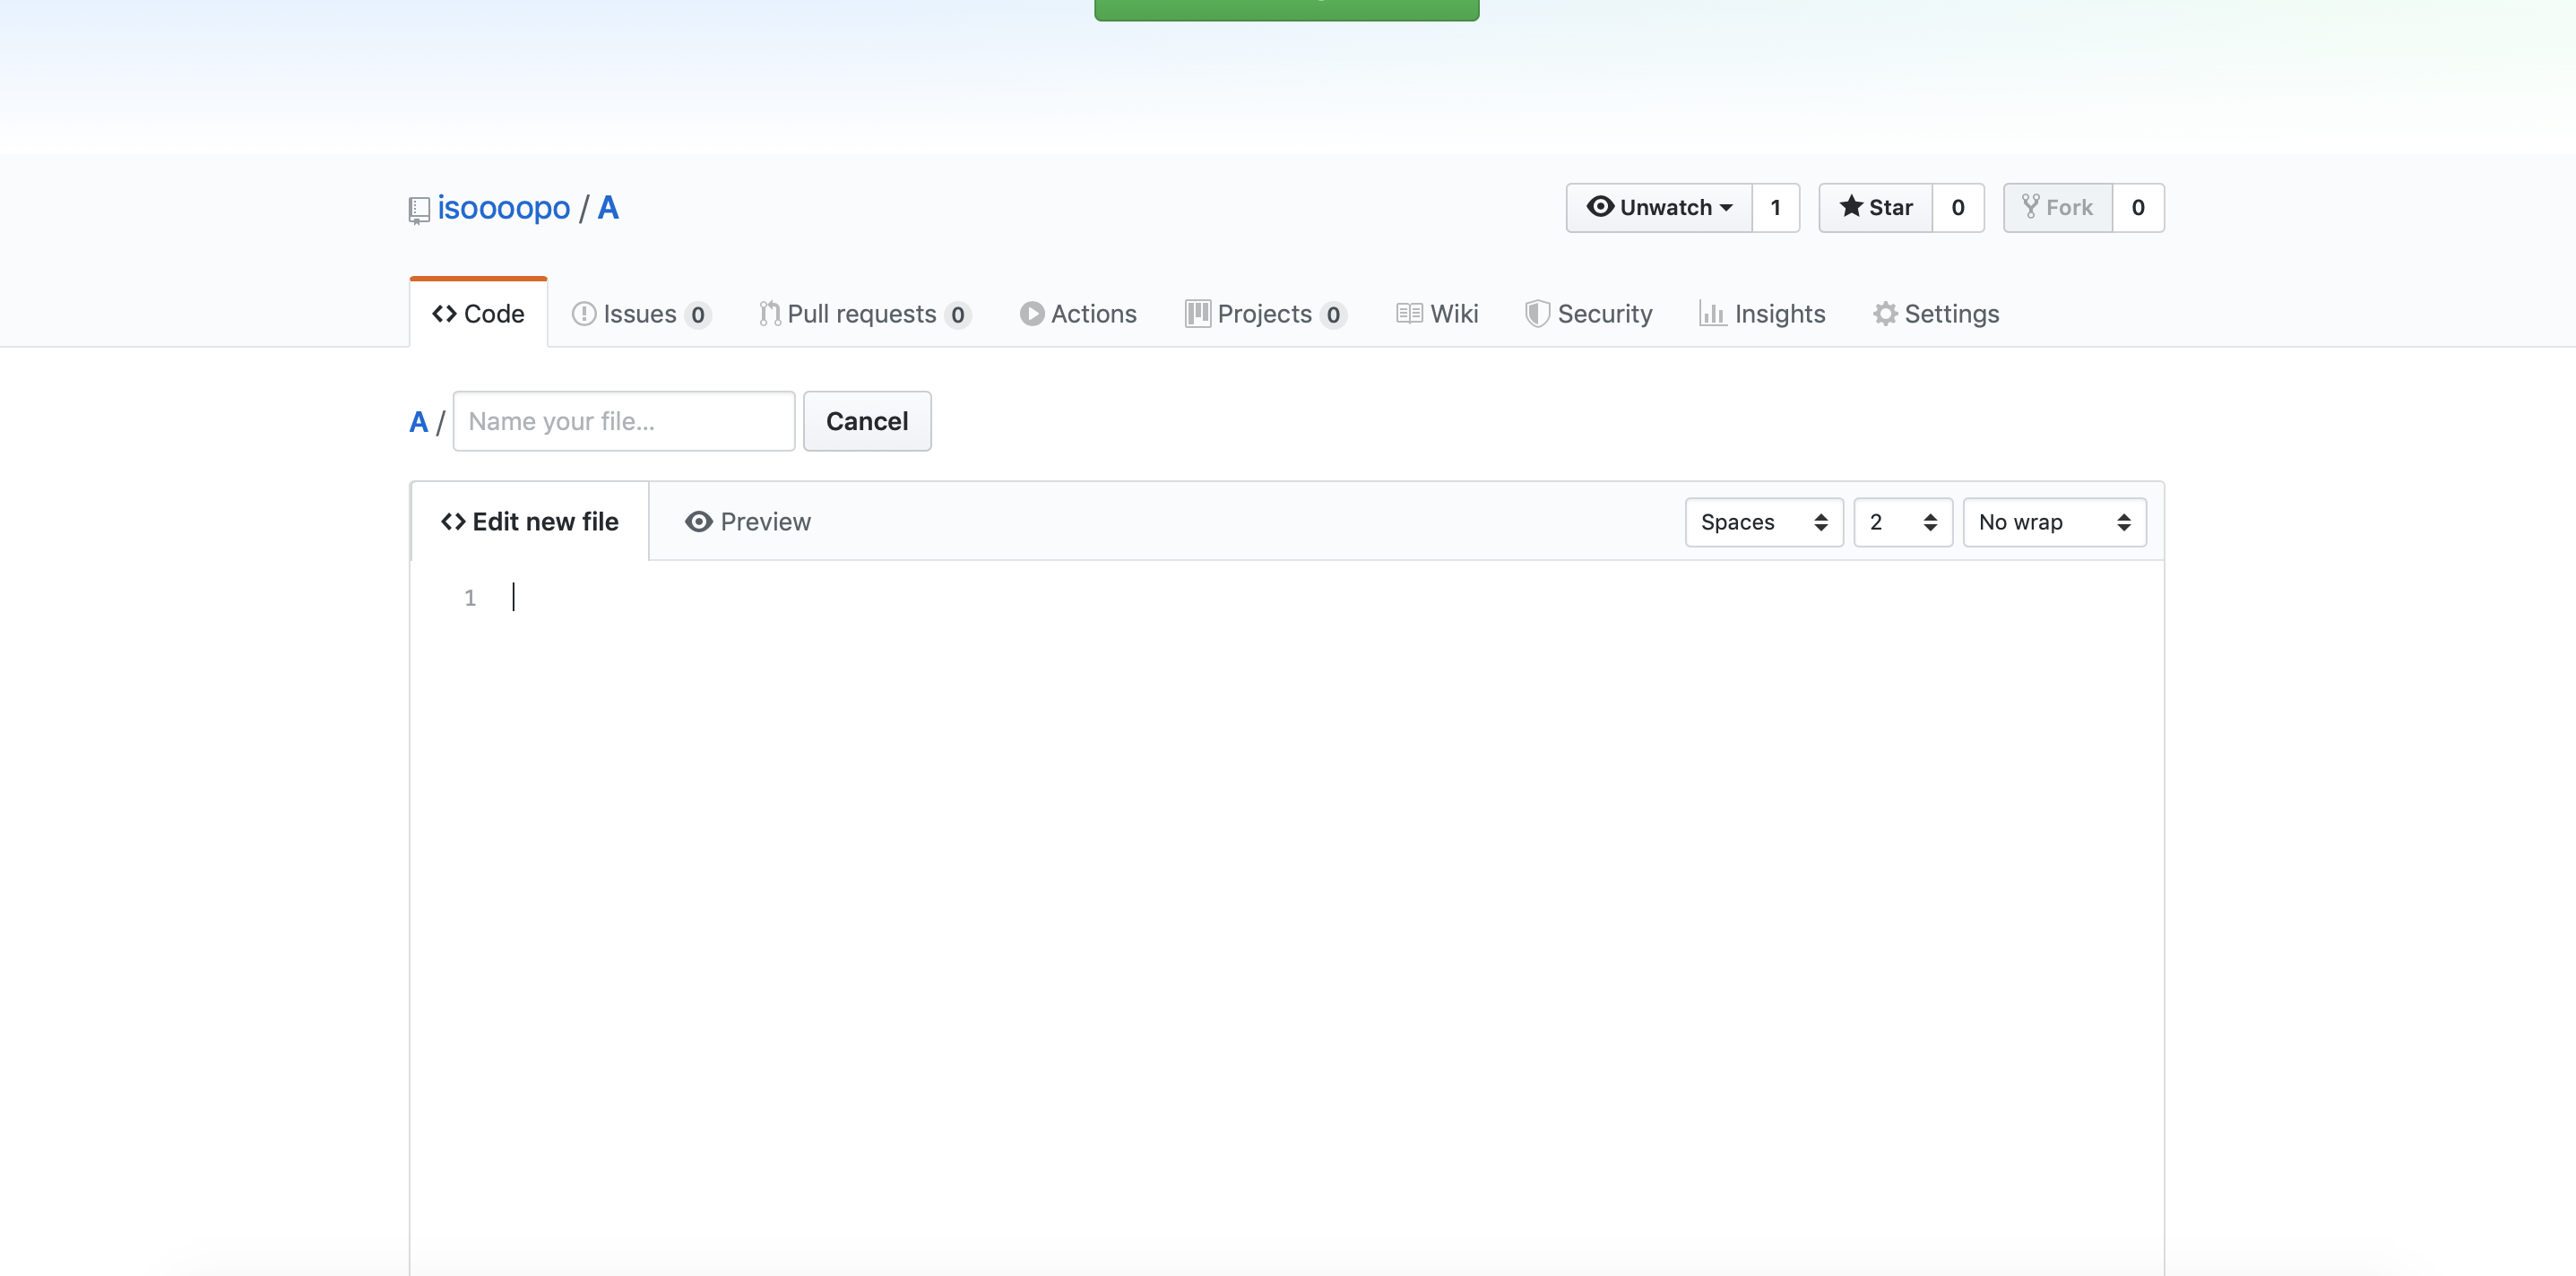 isoooopo / A
Unwatch 1 Star 0 Fork 0
Code Issues 0 Pull requests 0 Actions Projects 0 Wiki Security Insights Settings
A / Name your file... Cancel
Edit new file Preview Spaces 2 No wrap
1